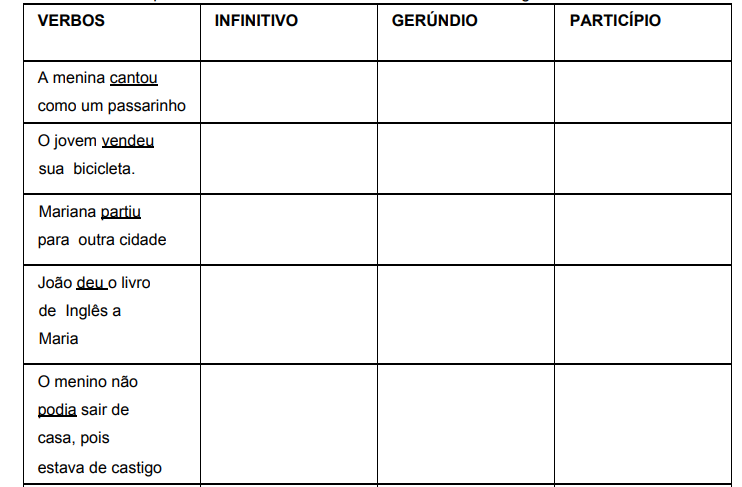 VERBOS INFINITIVO GERÚNDIO PARTICÍPIO
A menina cantou
como um passarinho
O jovem vendeu
sua bicicleta.
Mariana partiu
para outra cidade
João deu o livro
de Inglês a
Maria
O menino não
podia sair de
casa, pois
estava de castigo